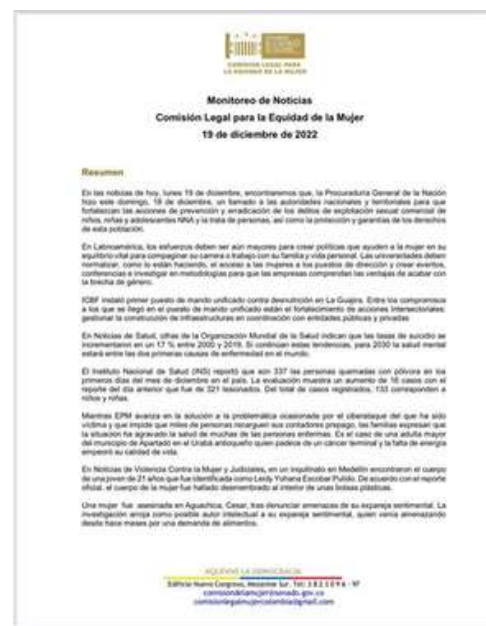 COMISIÓN LEGAL PARA
LA EQUIDAD DE LA MUJER
Monitoreo de Noticias
Comisión Legal para la Equidad de la Mujer
19 de diciembre de 2022
Resumen
En las noticias de hoy, lunes 19 de diciembre, encontraremos que, la Procuraduría General de la Nación
hizo este domingo, 18 de diciembre, un llamado a las autoridades nacionales y territoriales para que
fortalezcan las acciones de prevención y erradicación de los delitos de explotación sexual comercial de
niños, niñas y adolescentes NNA y la trata de personas, así como la protección y garantías de los derechos
de esta población.
En Latinoamérica, los esfuerzos deben ser aún mayores para crear políticas que ayuden a la mujer en su
equilibrio vital para compaginar su carrera o trabajo con su familia y vida personal. Las universidades deben
normalizar, como lo están haciendo, el acceso a las mujeres a los puestos de dirección y crear eventos,
conferencias e investigar en metodologías para que las empresas comprendan las ventajas de acabar con
la brecha de género.
ICBF instaló primer puesto de mando unificado contra desnutrición en La Guajira. Entre los compromisos
a los que se llegó en el puesto de mando unificado están el fortalecimiento de acciones intersectoriales:
gestionar la construcción de infraestructuras en coordinación con entidades públicas y privadas
En Noticias de Salud, cifras de la Organización Mundial de la Salud indican que las tasas de suicidio se
incrementaron en un 17 % entre 2000 y 2019. Si continúan estas tendencias, para 2030 la salud mental
estará entre las dos primeras causas de enfermedad en el mundo.
El Instituto Nacional de Salud (INS) reportó que son 337 las personas quemadas con pólvora en los
primeros días del mes de diciembre en el país. La evaluación muestra un aumento de 16 casos con el
reporte del día anterior que fue de 321 lesionados. Del total de casos registrados, 133 corresponden a
niños y niñas.
Mientras EPM avanza en la solución a la problemática ocasionada por el ciberataque del que ha sido
víctima y que impide que miles de personas recarguen sus contadores prepago, las familias expresan que
la situación ha agravado la salud de muchas de las personas enfermas. Es el caso de una adulta mayor
del municipio de Apartadó en el Urabá antioqueño quien padece de un cáncer terminal y la falta de energía
empeoró su calidad de vida.
En Noticias de Violencia Contra la Mujer y Judiciales, en un inquilinato en Medellín encontraron el cuerpo
de una joven de 21 años que fue identificada como Leidy Yohana Escobar Pulido. De acuerdo con el reporte
oficial, el cuerpo de la mujer fue hallado desmembrado al interior de unas bolsas plásticas.
Una mujer fue asesinada en Aguachica, Cesar, tras denunciar amenazas de su expareja sentimental. La
investigación arroja como posible autor intelectual a su expareja sentimental, quien venía amenazando
desde hace meses por una demanda de alimentos.
AQUÍ VIVE LA DEMOCRACIA
Edificio Nuevo Congreso, Mezanine Sur. Tel:
comisiondelamujer@senado.gov.co
comisionlegalmujercolombia@gmail.com